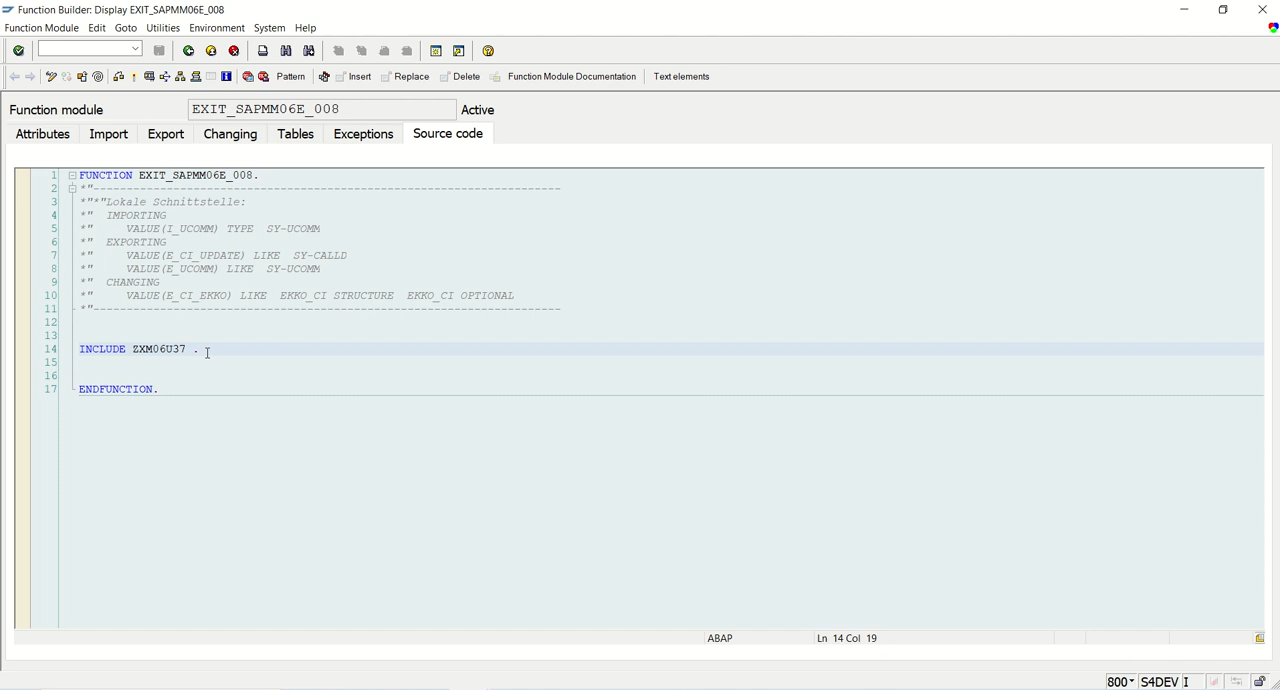 Function Builder: Display EXIT_SAPMM06E_008
Function Module Edit Goto Utilities Environment System Help
Pattern Insert Replace Delete Function Module Documentation Text elements
Function module EXIT_SAPMM06E_008 Active
Attributes Import Export Changing Tables Exceptions Source code
1 FUNCTION EXIT_SAPMM06E_008.
2 *"----------------------------------------------------------------------
3 *"*"Lokale Schnittstelle:
4 *" IMPORTING
5 *" VALUE(I_UCOMM) TYPE SY-UCOMM
6 *" EXPORTING
7 *" VALUE(E_CI_UPDATE) LIKE SY-CALLD
8 *" VALUE(E_UCOMM) LIKE SY-UCOMM
9 *" CHANGING
10 *" VALUE(E_CI_EKKO) LIKE EKKO_CI STRUCTURE EKKO_CI OPTIONAL
11 *"----------------------------------------------------------------------
12
13
14 INCLUDE ZXM06U37 .
15
16
17 ENDFUNCTION.
ABAP Ln 14 Col 19
800 S4DEV